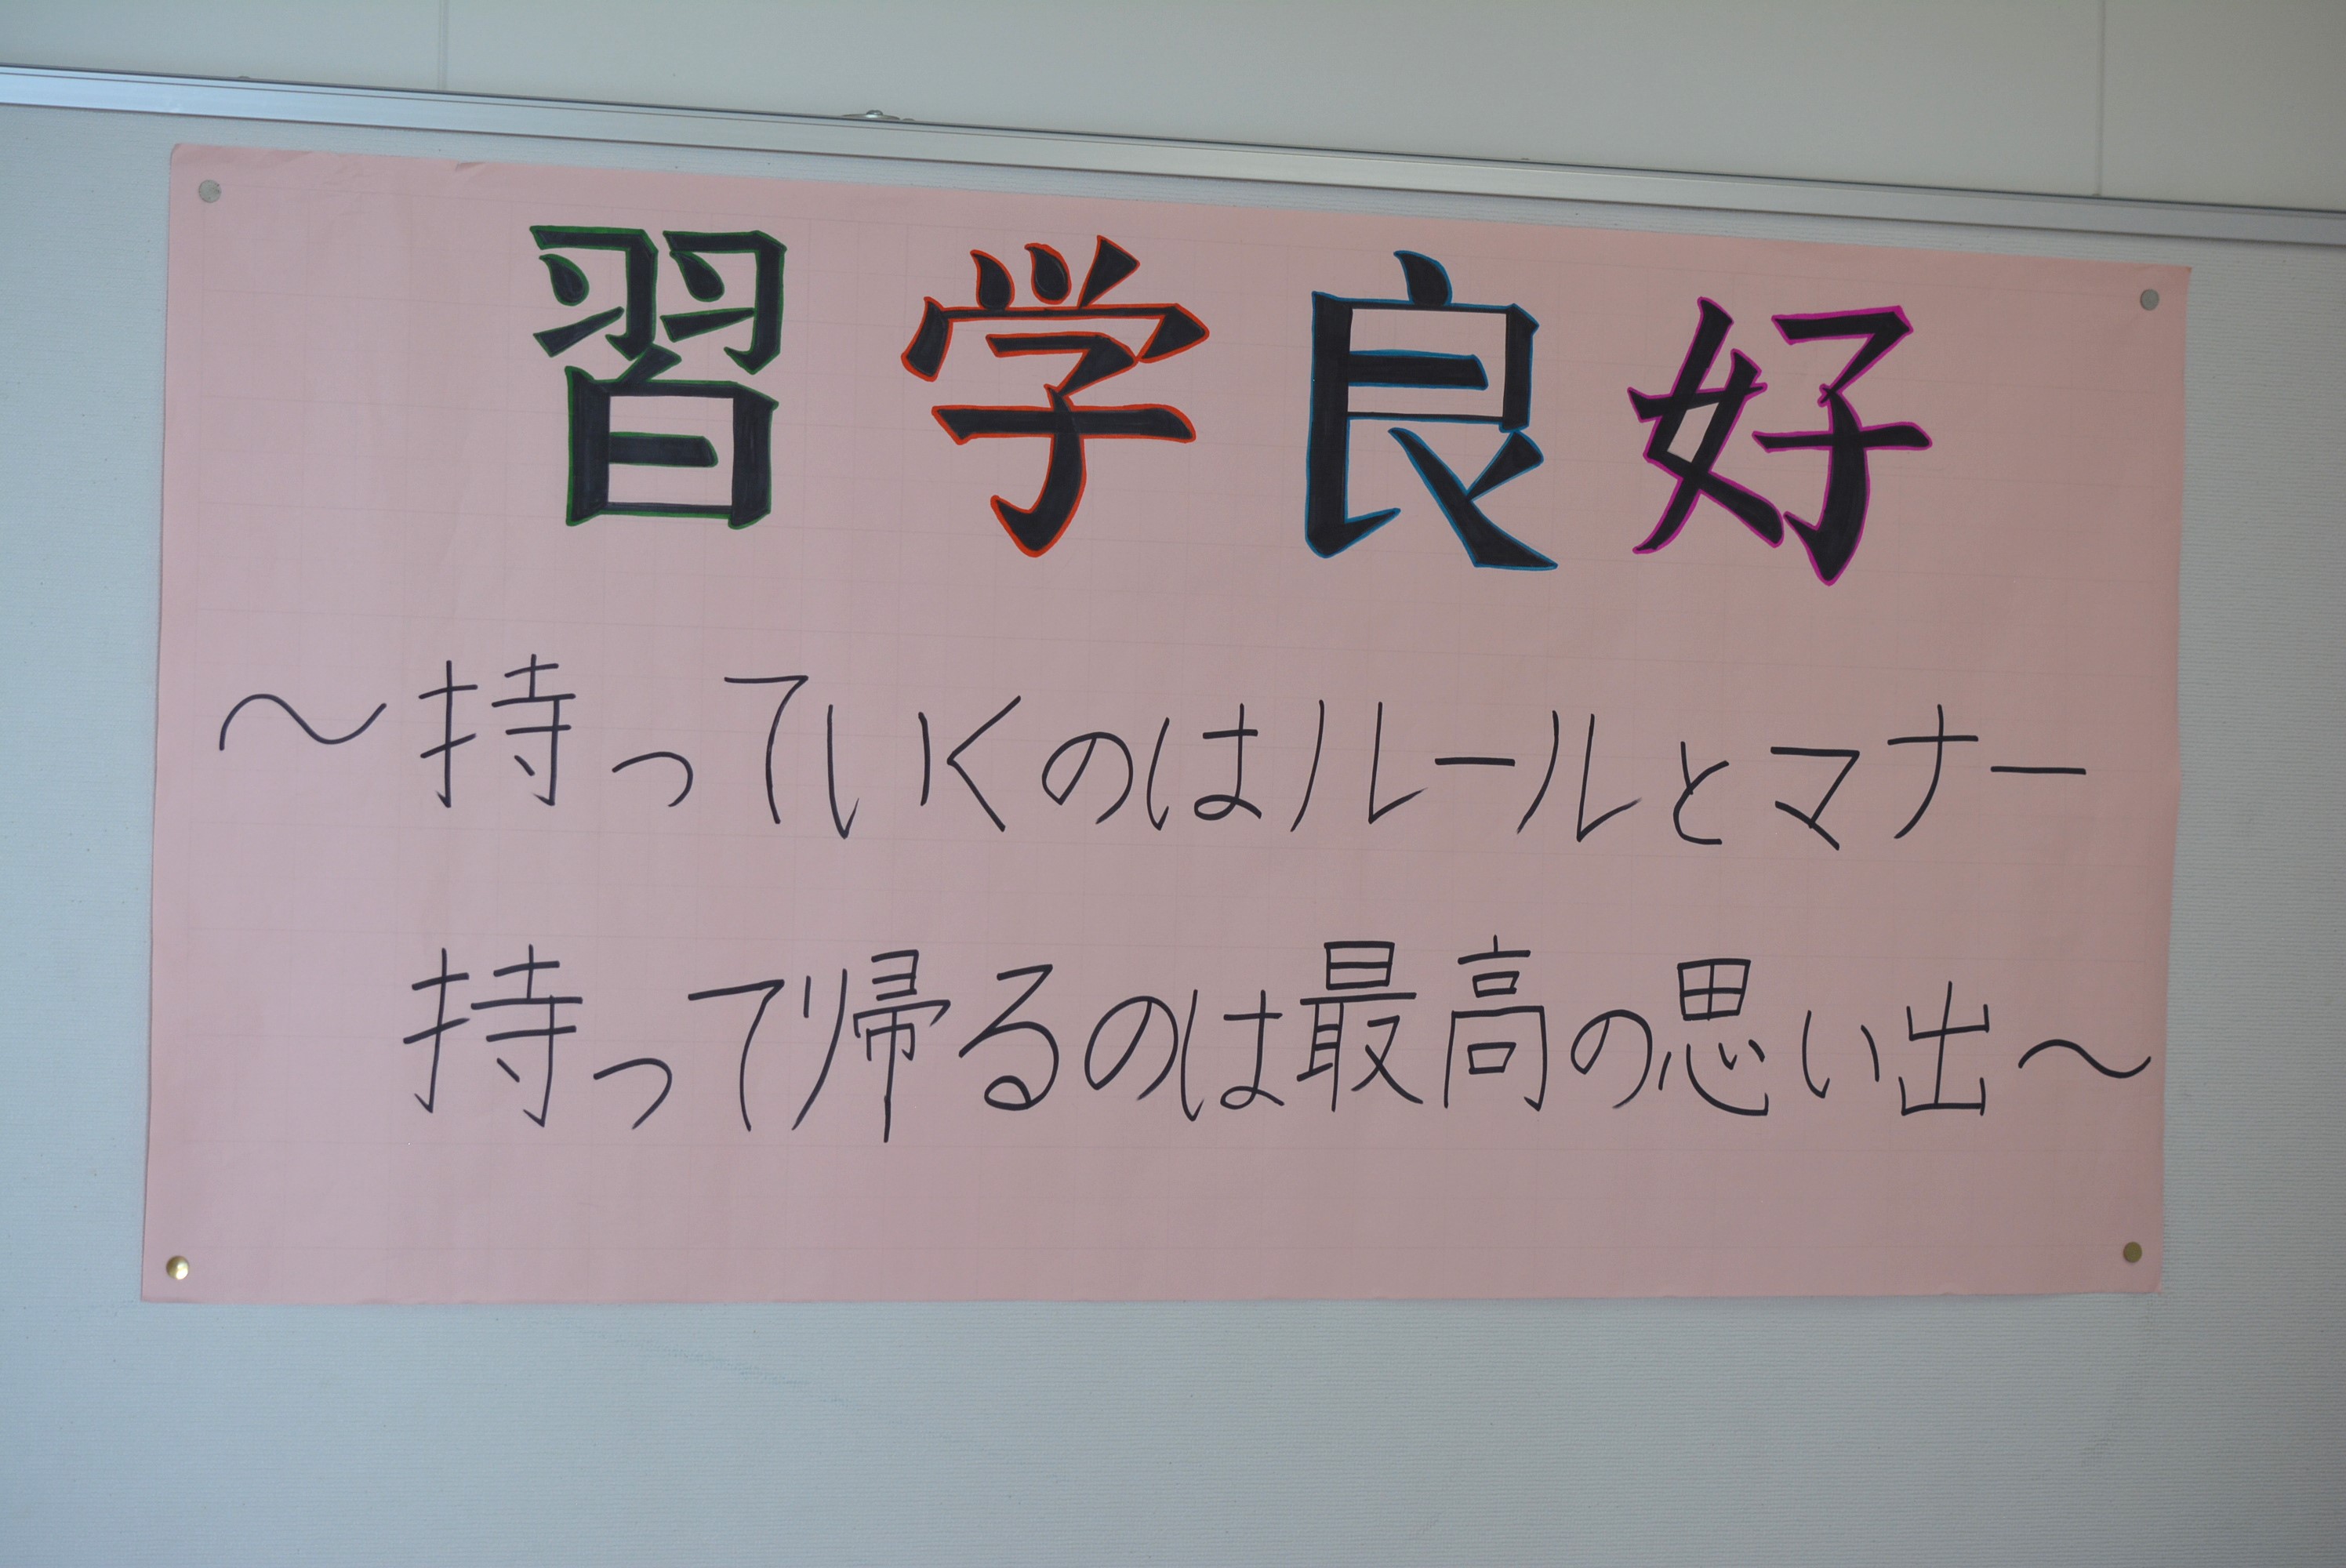 習学良好
～持っていくのはルールとマナー
持って帰るのは最高の思い出～